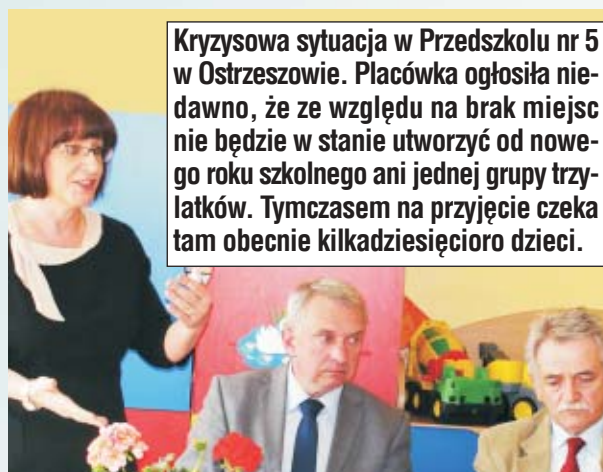 Kryzysowa sytuacja w Przedszkolu nr 5
w Ostrzeszowie. Placówka ogłosiła nie-
dawno, że ze względu na brak miejsc
nie będzie w stanie utworzyć od nowe-
go roku szkolnego ani jednej grupy trzy-
latków. Tymczasem na przyjęcie czeka
tam obecnie kilkadziesięcioro dzieci.